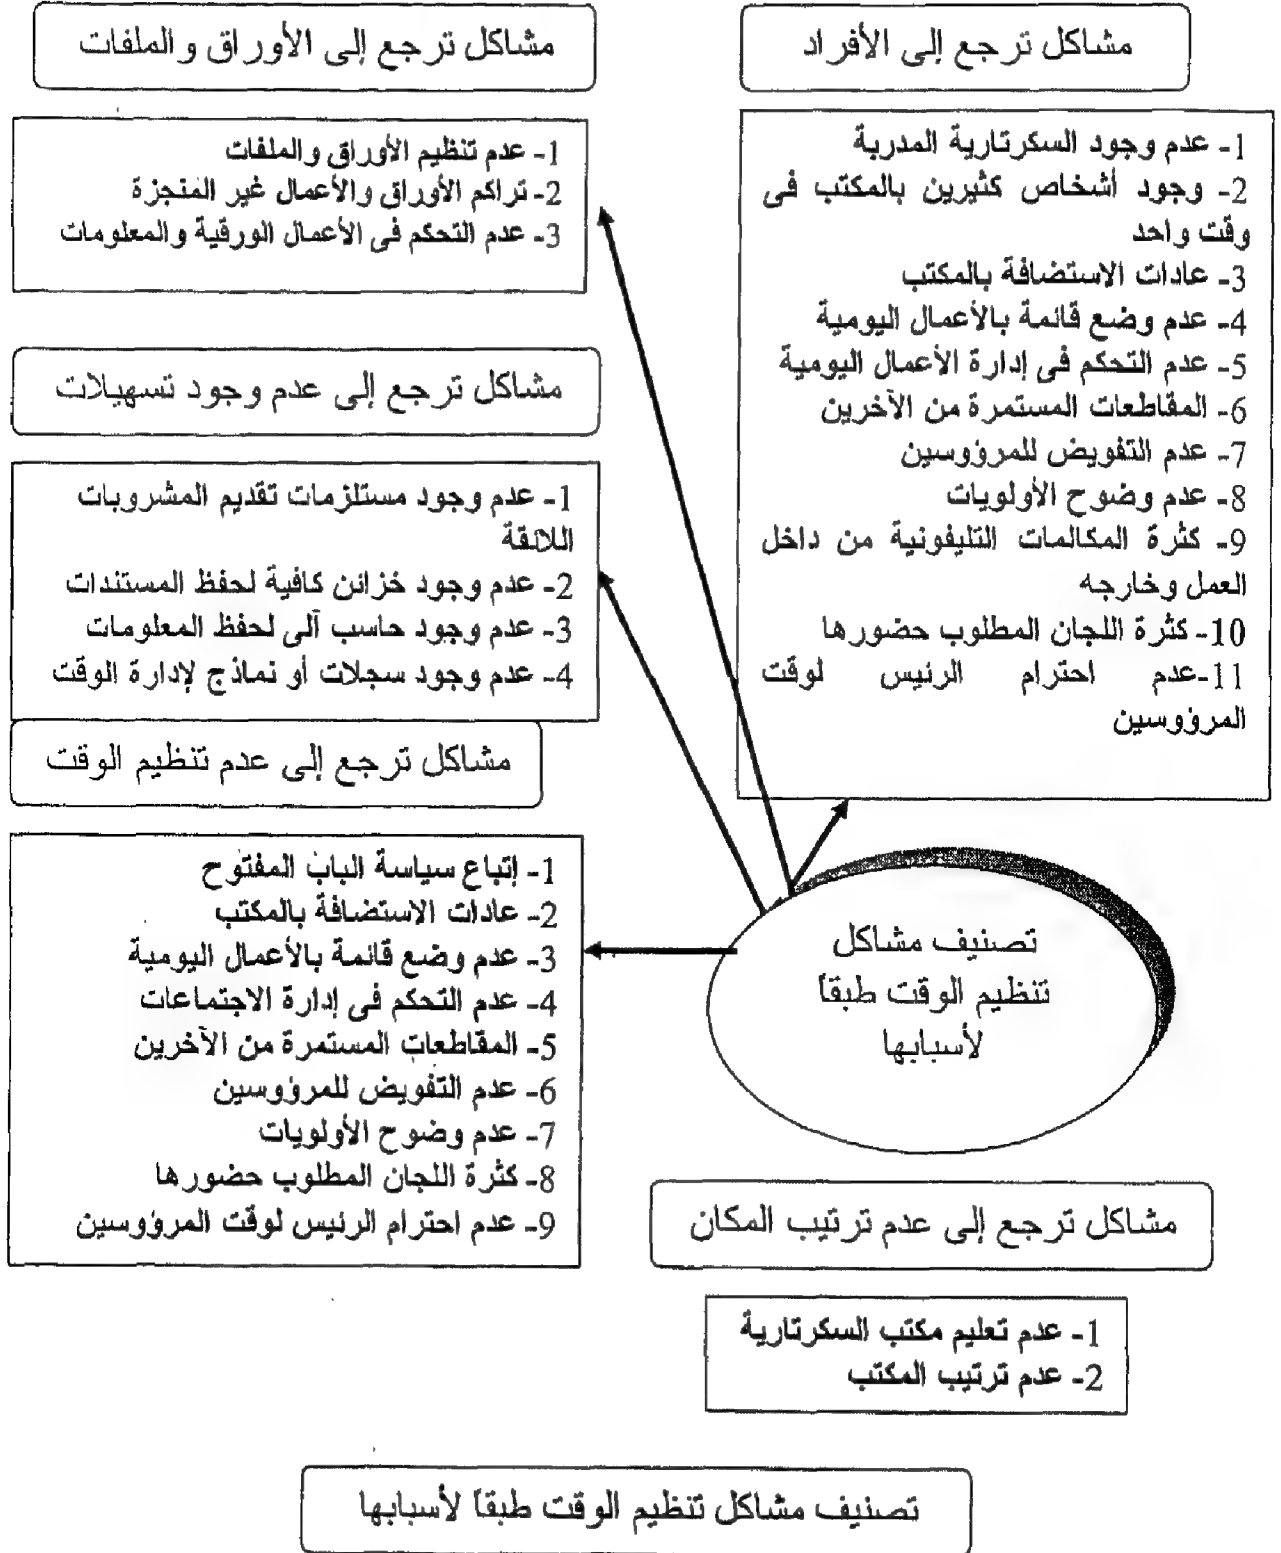 مشاكل ترجع إلى الأفراد
1- عدم وجود السكرتارية المدربة
2- وجود أشخاص كثيرين بالمكتب فى
وقت واحد
3- عادات الاستضافة بالمكتب
4- عدم وضع قائمة بالأعمال اليومية
5- عدم التحكم فى إدارة الأعمال اليومية
6- المقاطعات المستمرة من الآخرين
7- عدم التفويض للمرؤوسين
8- عدم وضوح الأولويات
9- كثرة المكالمات التليفونية من داخل
العمل وخارجه
10- كثرة اللجان المطلوب حضورها
11-عدم احترام الرئيس لوقت
المرؤوسين
مشاكل ترجع إلى الأوراق والملفات
1- عدم تنظيم الأوراق والملفات
2- تراكم الأوراق والأعمال غير المنجزة
3- عدم التحكم فى الأعمال الورقية والمعلومات
مشاكل ترجع إلى عدم وجود تسهيلات
1- عدم وجود مستلزمات تقديم المشروبات
اللائقة
2- عدم وجود خزائن كافية لحفظ المستندات
3- عدم وجود حاسب آلى لحفظ المعلومات
4- عدم وجود سجلات أو نماذج لإدارة الوقت
مشاكل ترجع إلى عدم تنظيم الوقت
1- إتباع سياسة الباب المفتوح
2- عادات الاستضافة بالمكتب
3- عدم وضع قائمة بالأعمال اليومية
4- عدم التحكم فى إدارة الاجتماعات
5- المقاطعات المستمرة من الآخرين
6- عدم التفويض للمرؤوسين
7- عدم وضوح الأولويات
8- كثرة اللجان المطلوب حضورها
9- عدم احترام الرئيس لوقت المرؤوسين
تصنيف مشاكل
تنظيم الوقت طبقاً
لأسبابها
مشاكل ترجع إلى عدم ترتيب المكان
1- عدم تعليم مكتب السكرتارية
2- عدم ترتيب المكتب
تصنيف مشاكل تنظيم الوقت طبقاً لأسبابها